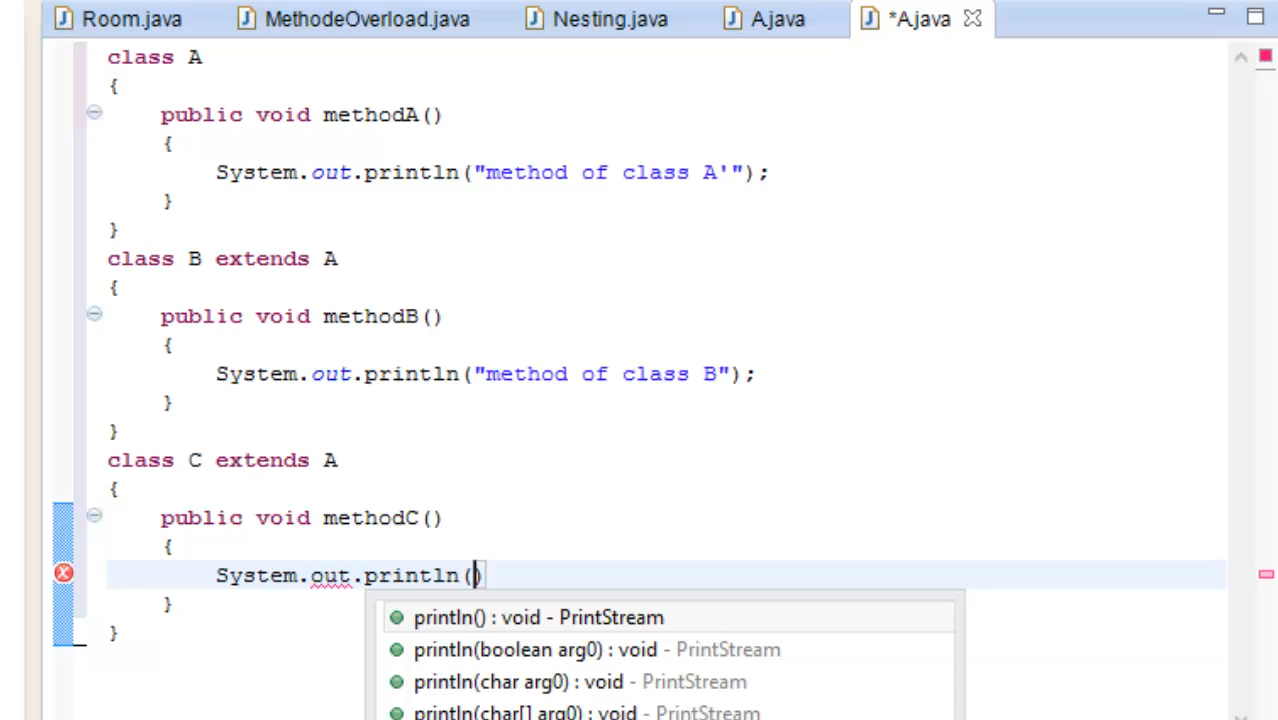 Room.java MethodeOverload.java Nesting.java A.java *A.java
class A
{
public void methodA()
{
System.out.println("method of class A'");
}
}
class B extends A
{
public void methodB()
{
System.out.println("method of class B");
}
}
class C extends A
{
public void methodC()
{
System.out.println()
}
}
println() : void - PrintStream
println(boolean arg0) : void - PrintStream
println(char arg0) : void - PrintStream
println(char[] arg0) : void - PrintStream